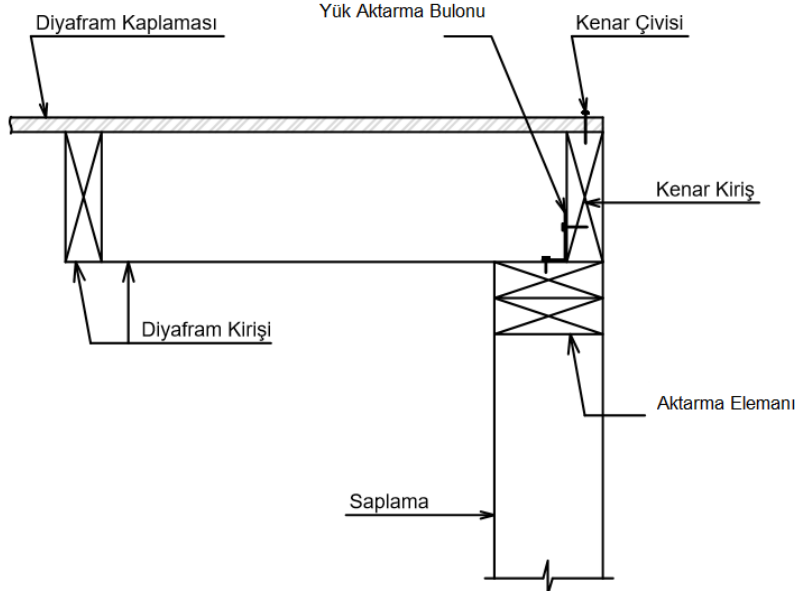 Yük Aktarma Bulonu
Diyafram Kaplaması
Kenar Çivisi
Kenar Kiriş
Diyafram Kirişi
Aktarma Elemanı
Saplama